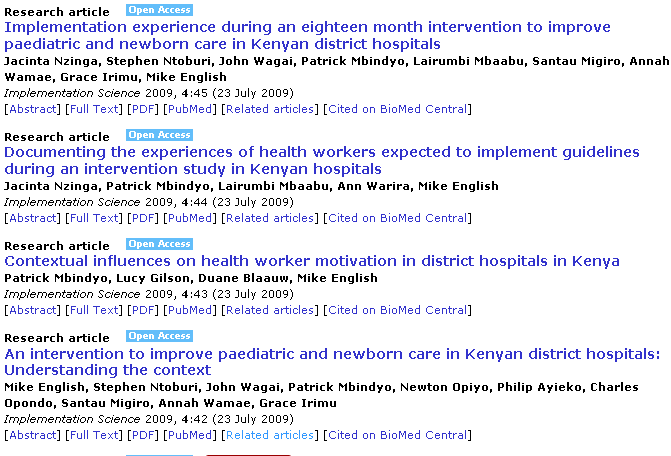 Research article Open Access
Implementation experience during an eighteen month intervention to improve
paediatric and newborn care in Kenyan district hospitals
Jacinta Nzinga, Stephen Ntoburi, John Wagai, Patrick Mbindyo, Lairumbi Mbaabu, Santau Migiro, Annah
Wamae, Grace Irimu, Mike English
Implementation Science 2009, 4:45 (23 July 2009)
[Abstract] [Full Text] [PDF] [PubMed] [Related articles] [Cited on BioMed Central]
Research article Open Access
Documenting the experiences of health workers expected to implement guidelines
during an intervention study in Kenyan hospitals
Jacinta Nzinga, Patrick Mbindyo, Lairumbi Mbaabu, Ann Warira, Mike English
Implementation Science 2009, 4:44 (23 July 2009)
[Abstract] [Full Text] [PDF] [PubMed] [Related articles] [Cited on BioMed Central]
Research article Open Access
Contextual influences on health worker motivation in district hospitals in Kenya
Patrick Mbindyo, Lucy Gilson, Duane Blaauw, Mike English
Implementation Science 2009, 4:43 (23 July 2009)
[Abstract] [Full Text] [PDF] [PubMed] [Related articles] [Cited on BioMed Central]
Research article Open Access
An intervention to improve paediatric and newborn care in Kenyan district hospitals:
Understanding the context
Mike English, Stephen Ntoburi, John Wagai, Patrick Mbindyo, Newton Opiyo, Philip Ayieko, Charles
Opondo, Santau Migiro, Annah Wamae, Grace Irimu
Implementation Science 2009, 4:42 (23 July 2009)
[Abstract] [Full Text] [PDF] [PubMed] [Related articles] [Cited on BioMed Central]